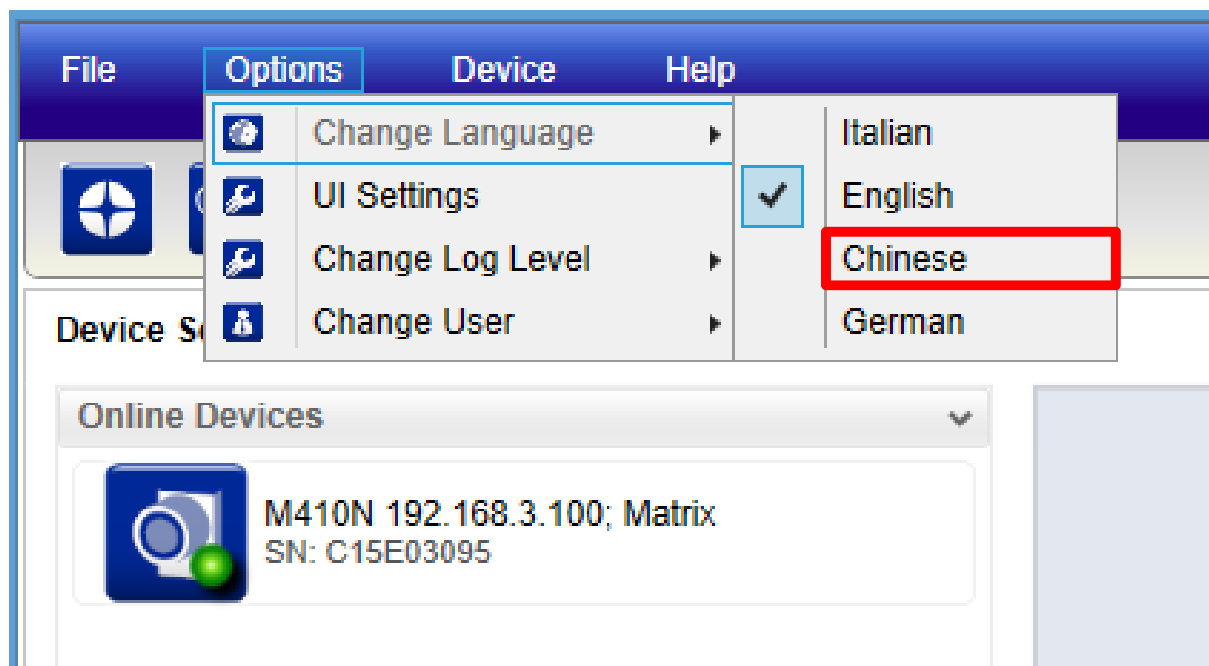 File Options Device Help
Change Language
UI Settings
Change Log Level
Change User
Italian
English
Chinese
German
Device
Online Devices
M410N 192.168.3.100; Matrix
SN: C15E03095